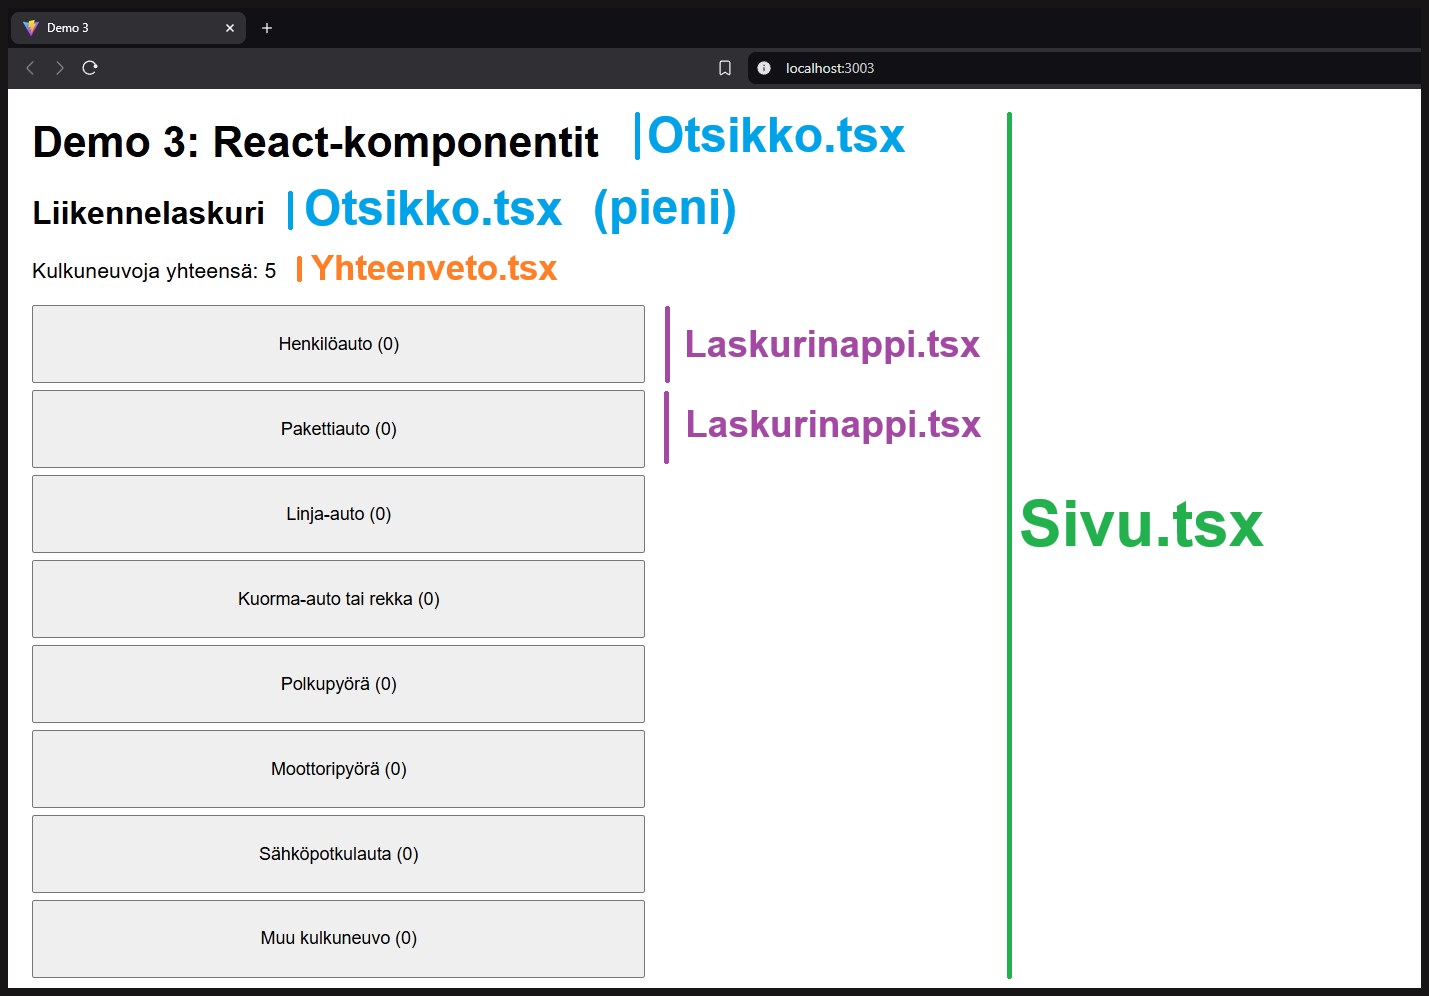 Demo 3
localhost:3003
Demo 3: React-komponentit
Otsikko.tsx
Liikennelaskuri
Otsikko.tsx (pieni)
Kulkuneuvoja yhteensä: 5
Yhteenveto.tsx
Henkilöauto (0)
Laskurinappi.tsx
Pakettiauto (0)
Laskurinappi.tsx
Linja-auto (0)
Sivu.tsx
Kuorma-auto tai rekka (0)
Polkupyörä (0)
Moottoripyörä (0)
Sähköpotkulauta (0)
Muu kulkuneuvo (0)